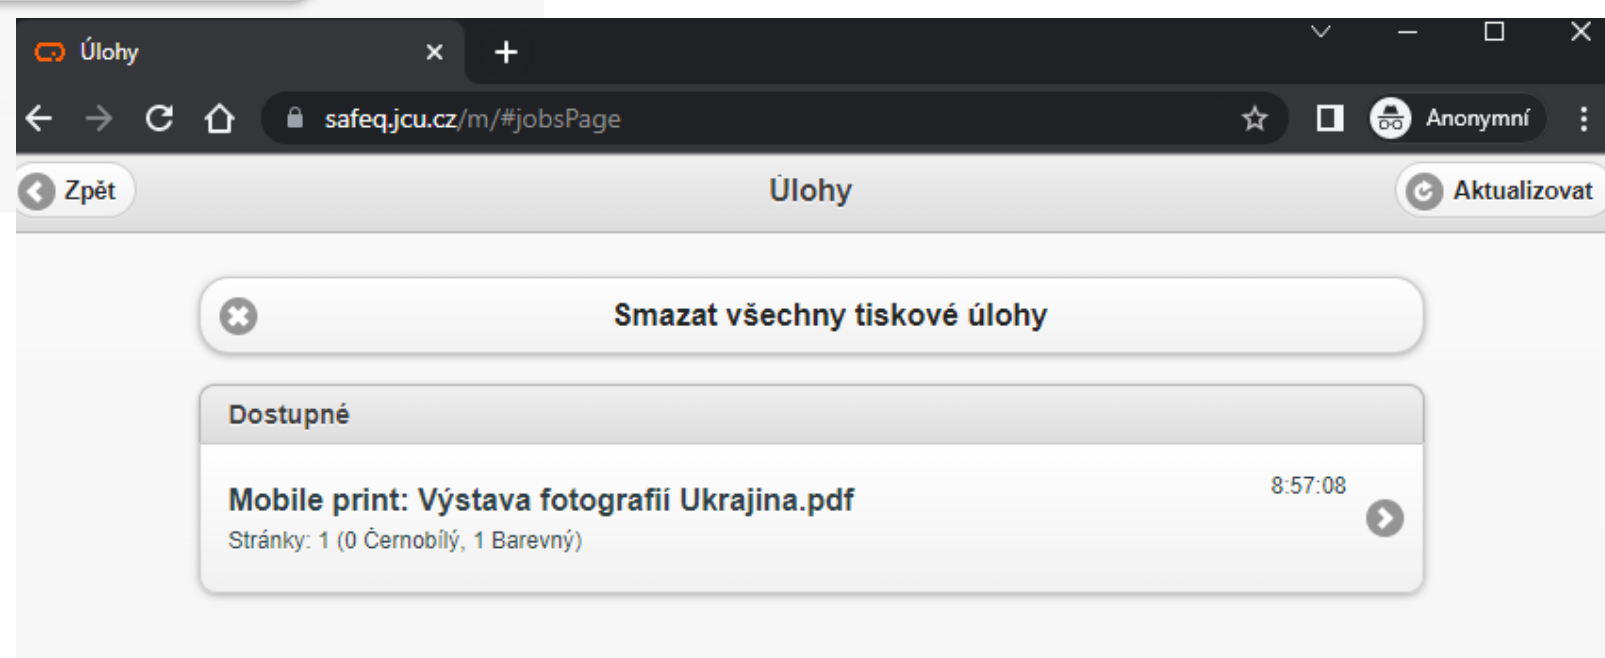 Úlohy
safeq.jcu.cz/m/#jobsPage
Anonymní
Zpět
Úlohy
Aktualizovat
Smazat všechny tiskové úlohy
Dostupné
Mobile print: Výstava fotografií Ukrajina.pdf
8:57:08
Stránky: 1 (0 Černobílý, 1 Barevný)